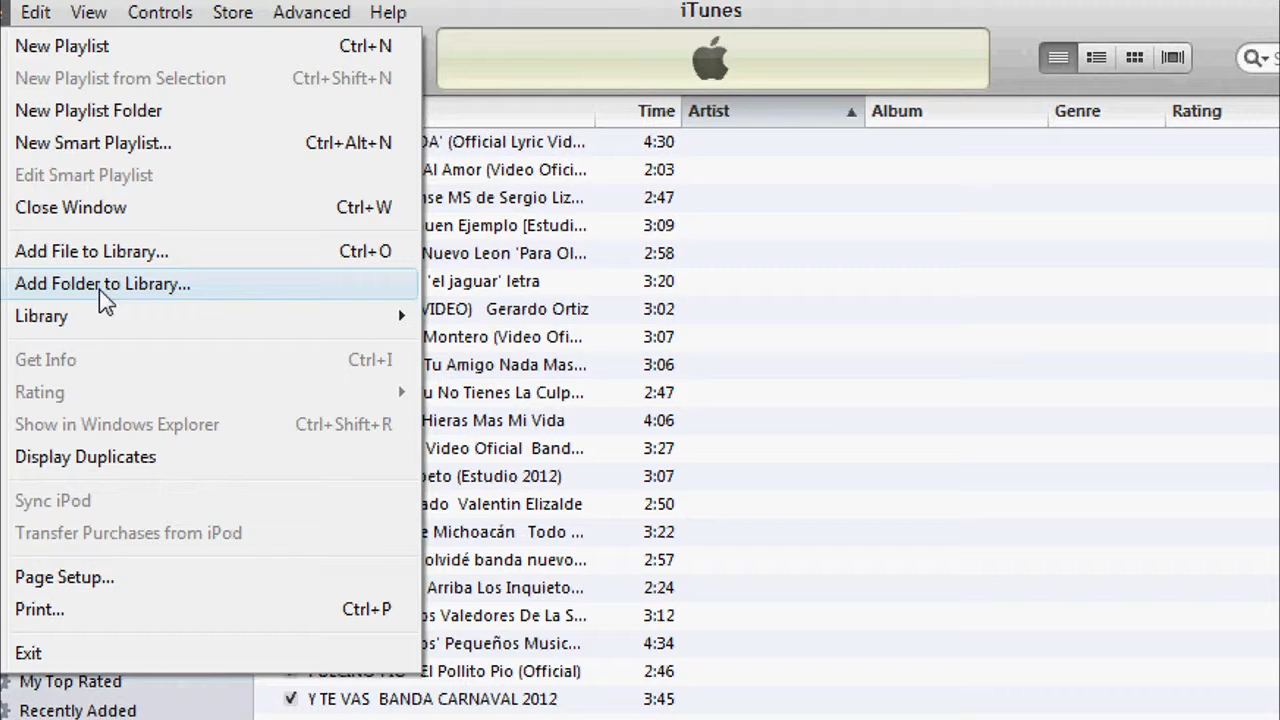 Edit View Controls Store Advanced Help
iTunes
New Playlist Ctrl+N
New Playlist from Selection Ctrl+Shift+N
New Playlist Folder
New Smart Playlist... Ctrl+Alt+N
Edit Smart Playlist
Close Window Ctrl+W
Add File to Library... Ctrl+O
Add Folder to Library...
Library
Get Info Ctrl+I
Rating
Show in Windows Explorer Ctrl+Shift+R
Display Duplicates
Sync iPod
Transfer Purchases from iPod
Page Setup...
Print... Ctrl+P
Exit
My Top Rated
Recently Added
Time Artist Album Genre Rating
DA' (Official Lyric Vid... 4:30
Al Amor (Video Ofici... 2:03
nse MS de Sergio Liz... 2:47
uen Ejemplo [Estudi... 3:09
Nuevo Leon 'Para Ol... 2:58
'el jaguar' letra 3:20
VIDEO) Gerardo Ortiz 3:02
Montero (Video Ofi... 3:07
Tu Amigo Nada Mas... 3:06
u No Tienes La Culp... 2:47
Hieras Mas Mi Vida 4:06
Video Oficial Band... 3:27
peto (Estudio 2012) 3:07
ado Valentin Elizalde 2:50
e Michoacán Todo ... 3:22
olvidé banda nuevo... 2:57
Arriba Los Inquieto... 2:24
os Valedores De La S... 3:12
os' Pequeños Music... 4:34
El Pollito Pio (Official) 2:46
Y TE VAS BANDA CARNAVAL 2012 3:45